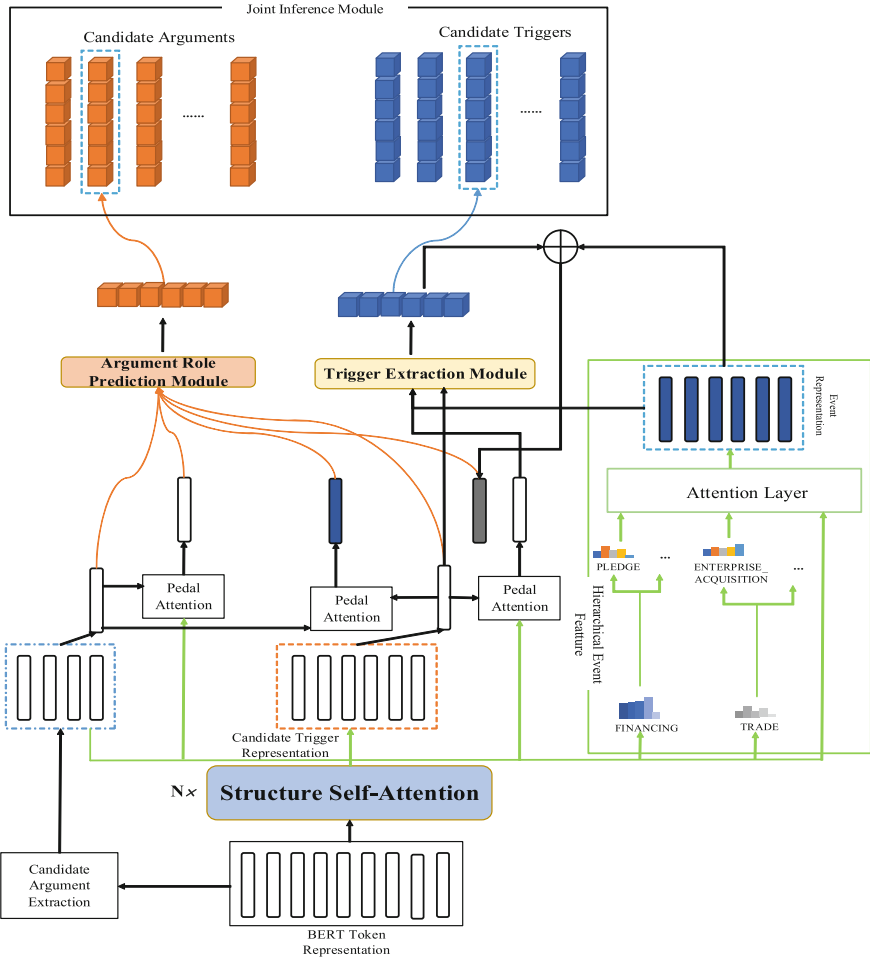 Joint Inference Module
Candidate Arguments
Candidate Triggers
......
......
Argument Role
Prediction Module
Trigger Extraction Module
Event
Representation
Attention Layer
PLEDGE
...
ENTERPRISE_
ACQUISITION
...
Pedal
Attention
Pedal
Attention
Pedal
Attention
Hierarchical Event
Featture
FINANCING
TRADE
Candidate Trigger
Representation
N×
Structure Self-Attention
Candidate
Argument
Extraction
BERT Token
Representation